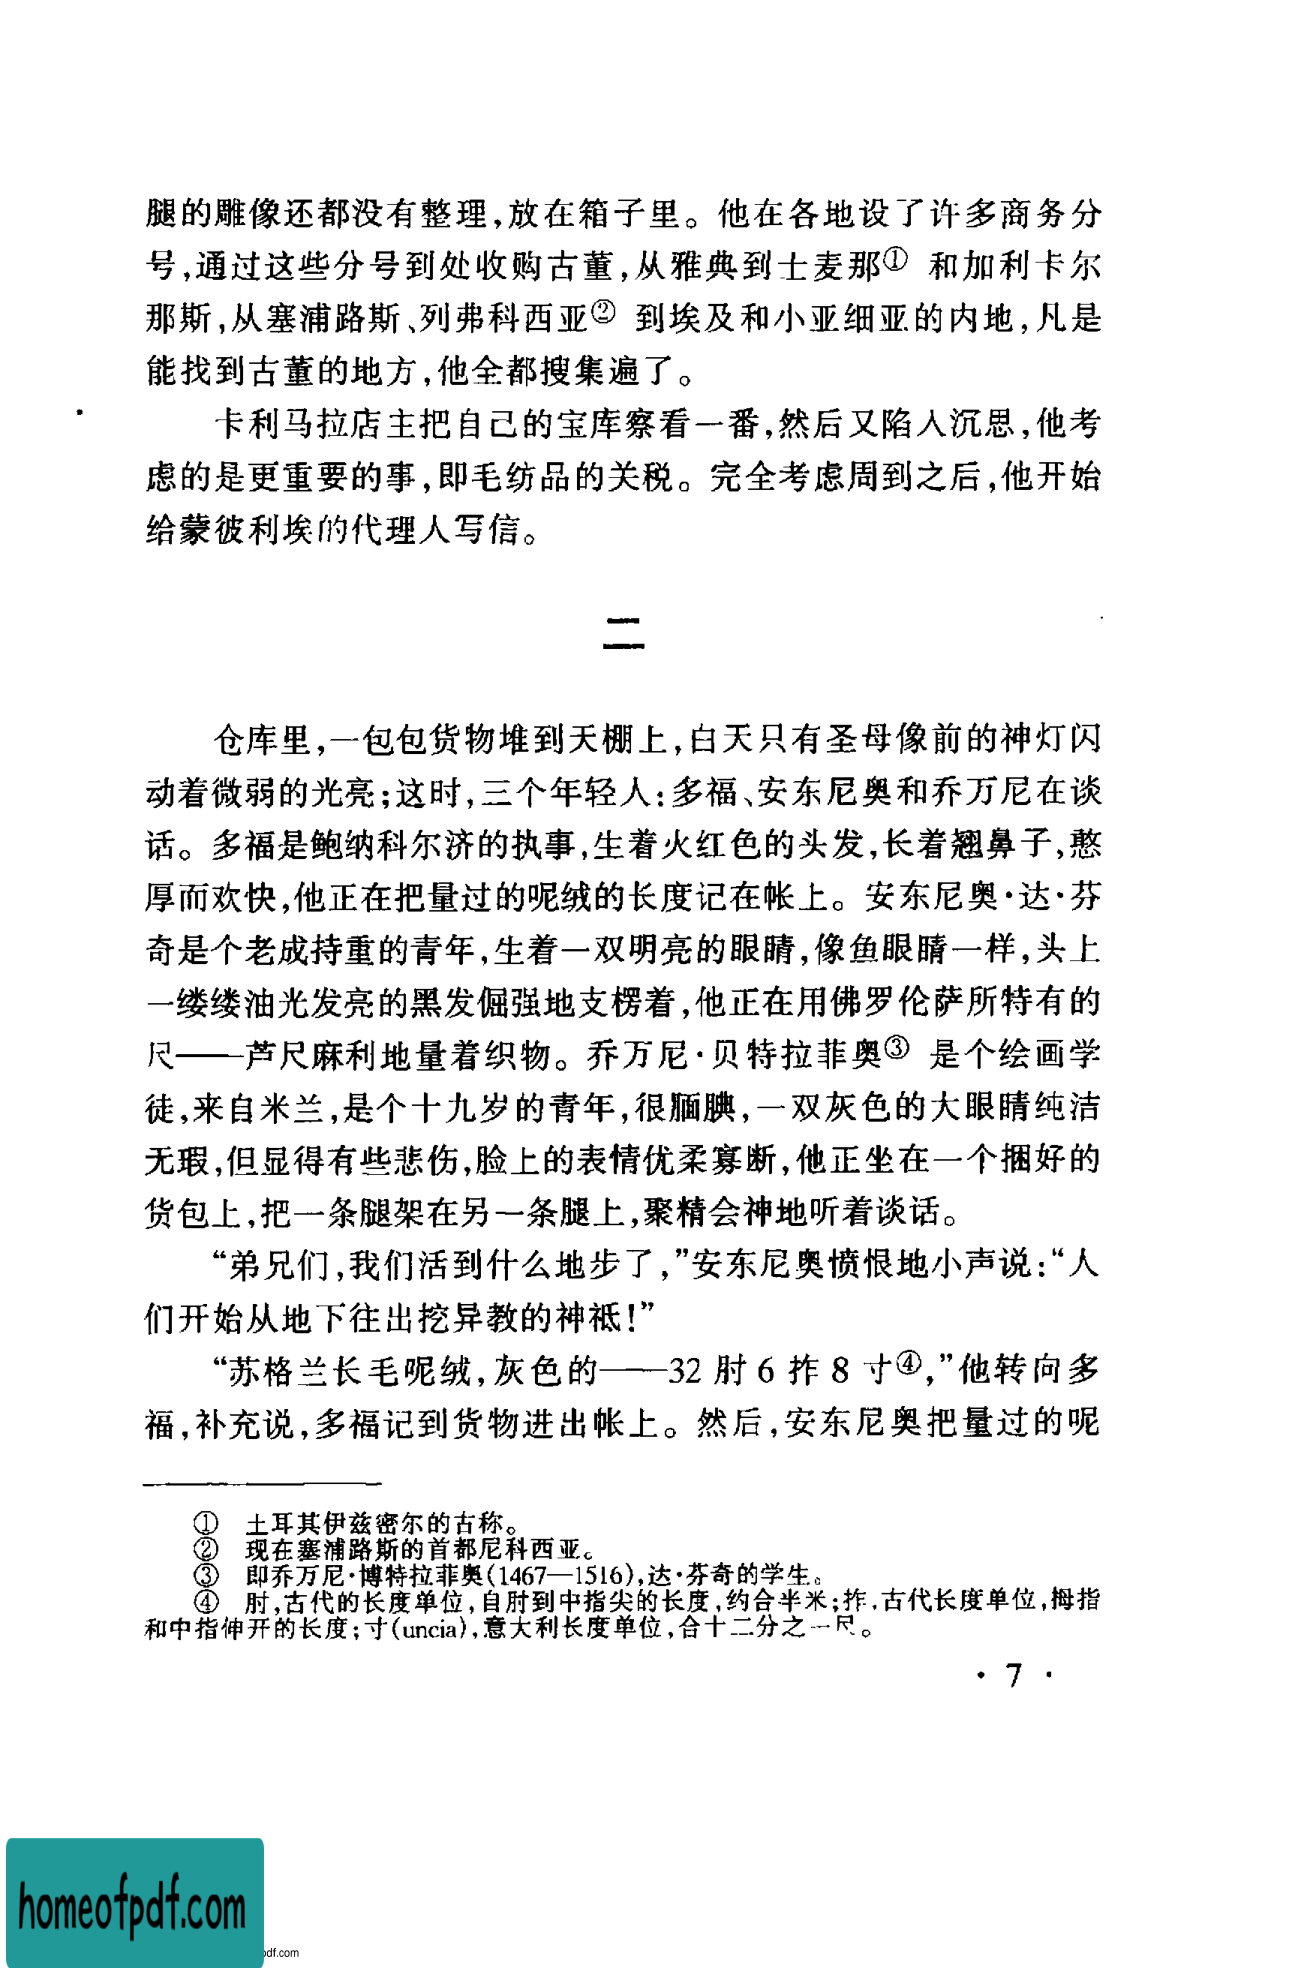 腿的雕像还都没有整理,放在箱子里。他在各地设了许多商务分
号,通过这些分号到处收购古董,从雅典到士麦那① 和加利卡尔
那斯,从塞浦路斯、列弗科西亚② 到埃及和小亚细亚的内地,凡是
能找到古董的地方,他全都搜集遍了。
卡利马拉店主把自己的宝库察看一番,然后又陷入沉思,他考
虑的是更重要的事,即毛纺品的关税。完全考虑周到之后,他开始
给蒙彼利埃的代理人写信。
二
仓库里,一包包货物堆到天棚上,白天只有圣母像前的神灯闪
动着微弱的光亮;这时,三个年轻人:多福、安东尼奥和乔万尼在谈
话。多福是鲍纳科尔济的执事,生着火红色的头发,长着翘鼻子,憨
厚而欢快,他正在把量过的呢绒的长度记在帐上。安东尼奥·达·芬
奇是个老成持重的青年,生着一双明亮的眼睛,像鱼眼睛一样,头上
一缕缕油光发亮的黑发倔强地支楞着,他正在用佛罗伦萨所特有的
尺——芦尺麻利地量着织物。乔万尼·贝特拉菲奥③ 是个绘画学
徒,来自米兰,是个十九岁的青年,很腼腆,一双灰色的大眼睛纯洁
无瑕,但显得有些悲伤,脸上的表情优柔寡断,他正坐在一个捆好的
货包上,把一条腿架在另一条腿上,聚精会神地听着谈话。
“弟兄们,我们活到什么地步了,”安东尼奥愤恨地小声说:“人
们开始从地下往出挖异教的神祗!”
“苏格兰长毛呢绒,灰色的——32 肘 6 拃 8 寸④,”他转向多
福,补充说,多福记到货物进出帐上。然后,安东尼奥把量过的呢
① 土耳其伊兹密尔的古称。
② 现在塞浦路斯的首都尼科西亚。
③ 即乔万尼·博特拉菲奥(1467—1516),达·芬奇的学生。
④ 肘,古代的长度单位,自肘到中指尖的长度,约合半米;拃,古代长度单位,拇指
和中指伸开的长度;寸(uncia),意大利长度单位,合十二分之一尺。
· 7 ·
homeofpdf.com
pdf.com